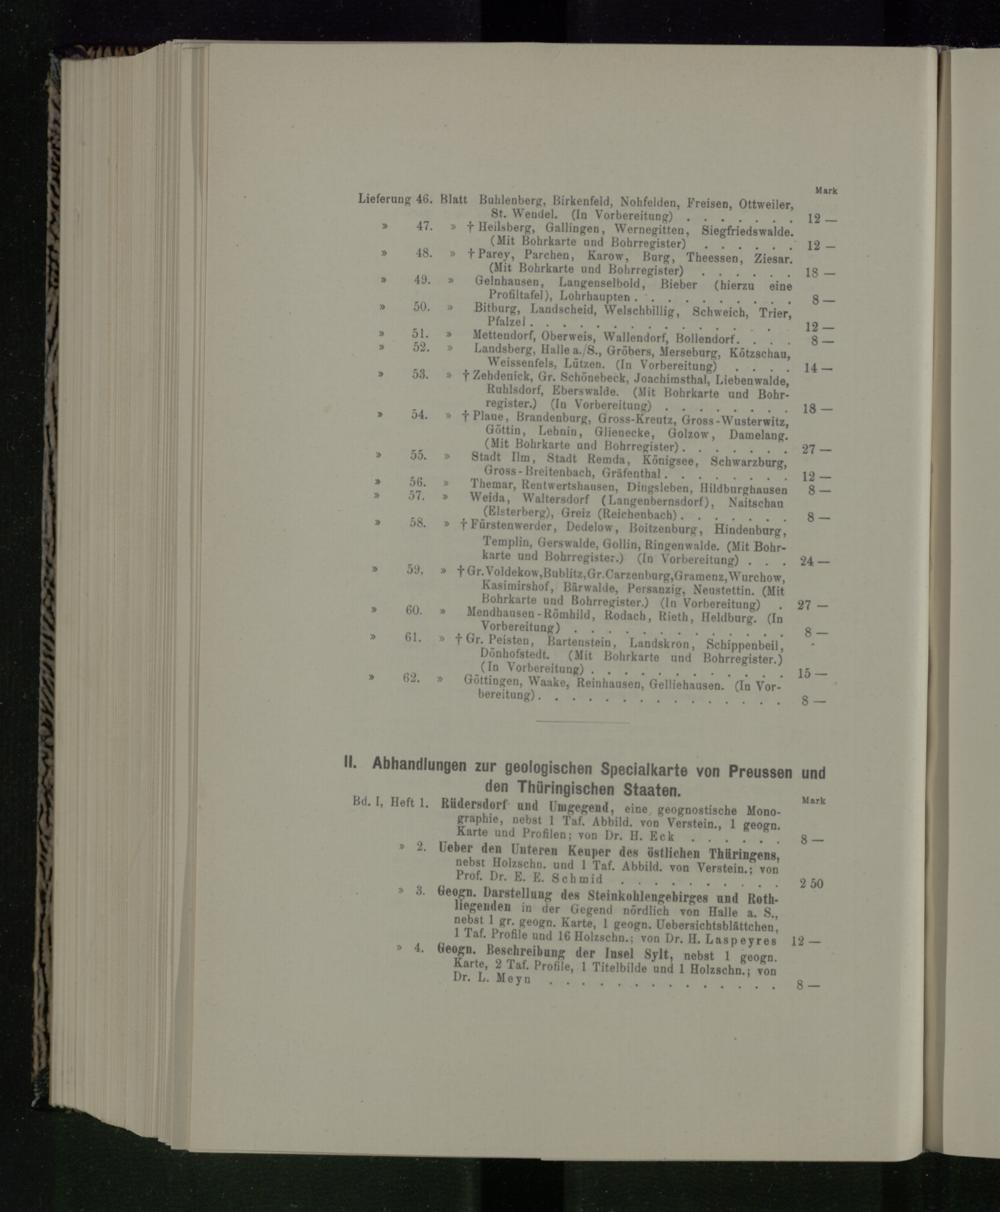 Mark
Lieferung 46. Blatt Buhlenberg, Birkenfeld, Nohfelden, Freisen, Ottweiler,
St. Wendel. (In Vorbereitung) . . . . . . . 12 —
» 47. » † Heilsberg, Gallingen, Wernegitten, Siegfriedswalde.
(Mit Bohrkarte und Bohrregister) . . . . . . 12 —
» 48. » † Parey, Parchen, Karow, Burg, Theessen, Ziesar.
(Mit Bohrkarte und Bohrregister) . . . . . . 18 —
» 49. » Gelnhausen, Langenselbold, Bieber (hierzu eine
Profiltafel), Lohrhaupten . . . . . . . . . . 8 —
» 50. » Bitburg, Landscheid, Welschbillig, Schweich, Trier,
Pfalzel . . . . . . . . . . . . . . . . 12 —
» 51. » Mettendorf, Oberweis, Wallendorf, Bollendorf. . . . 8 —
» 52. » Landsberg, Halle a./S., Gröbers, Merseburg, Kötzschau,
Weissenfels, Lützen. (In Vorbereitung) . . . . 14 —
» 53. » † Zehdenick, Gr. Schönebeck, Joachimsthal, Liebenwalde,
Ruhlsdorf, Eberswalde. (Mit Bohrkarte und Bohr-
register.) (In Vorbereitung) . . . . . . . . 18 —
» 54. » † Plaue, Brandenburg, Gross-Kreutz, Gross-Wusterwitz,
Göttin, Lehnin, Glienecke, Golzow, Damelang.
(Mit Bohrkarte und Bohrregister) . . . . . . . 27 —
» 55. » Stadt Ilm, Stadt Remda, Königsee, Schwarzburg,
Gross-Breitenbach, Gräfenthal . . . . . . . . 12 —
» 56. » Themar, Rentwertshausen, Dingsleben, Hildburghausen 8 —
» 57. » Weida, Waltersdorf (Langenbernsdorf), Naitschau
(Elsterberg), Greiz (Reichenbach) . . . . . . . 8 —
» 58. » † Fürstenwerder, Dedelow, Boitzenburg, Hindenburg,
Templin, Gerswalde, Gollin, Ringenwalde. (Mit Bohr-
karte und Bohrregister.) (In Vorbereitung) . . . 24 —
» 59. » † Gr. Voldekow, Bublitz, Gr. Carzenburg, Gramenz, Wurchow,
Kasimirshof, Bärwalde, Persanzig, Neustettin. (Mit
Bohrkarte und Bohrregister.) (In Vorbereitung) . 27 —
» 60. » Mendhausen-Römhild, Rodach, Rieth, Heldburg. (In
Vorbereitung) . . . . . . . . . . . . . 8 —
» 61. » † Gr. Peisten, Bartenstein, Landskron, Schippenbeil,
Dönhofstedt. (Mit Bohrkarte und Bohrregister.)
(In Vorbereitung) . . . . . . . . . . . . 15 —
» 62. » Göttingen, Waake, Reinhausen, Gelliehausen. (In Vor-
bereitung) . . . . . . . . . . . . . . . . 8 —
II. Abhandlungen zur geologischen Specialkarte von Preussen und
den Thüringischen Staaten.
Mark
Bd. I, Heft 1. Rüdersdorf und Umgegend, eine geognostische Mono-
graphie, nebst 1 Taf. Abbild. von Verstein., 1 geogn.
Karte und Profilen; von Dr. H. Eck . . . . . . 8 —
» 2. Ueber den Unteren Keuper des östlichen Thüringens,
nebst Holzschn. und 1 Taf. Abbild. von Verstein.; von
Prof. Dr. E. E. Schmid . . . . . . . . . . 2 50
» 3. Geogn. Darstellung des Steinkohlengebirges und Roth-
liegenden in der Gegend nördlich von Halle a. S.,
nebst 1 gr. geogn. Karte, 1 geogn. Uebersichtsblättchen,
1 Taf. Profile und 16 Holzschn.; von Dr. H. Laspeyres 12 —
» 4. Geogn. Beschreibung der Insel Sylt, nebst 1 geogn.
Karte, 2 Taf. Profile, 1 Titelbilde und 1 Holzschn.; von
Dr. L. Meyn . . . . . . . . . . . . . . 8 —